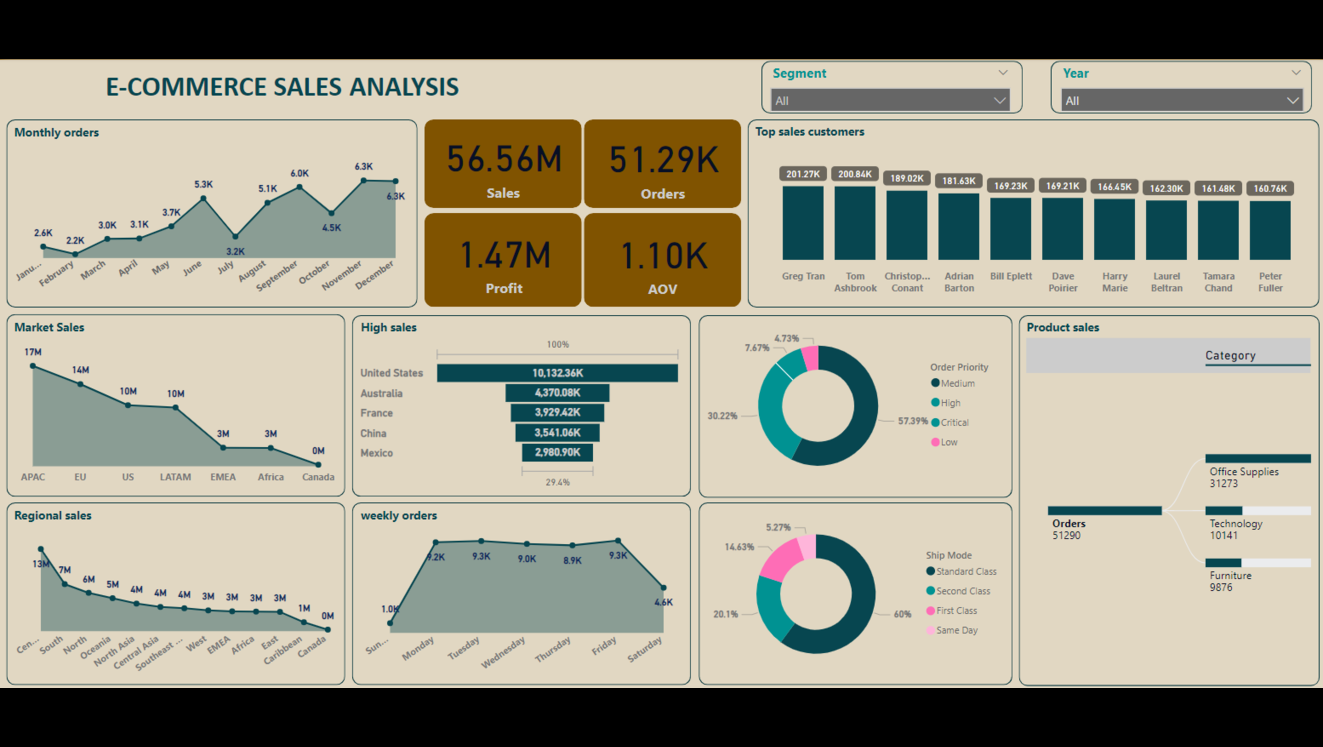 E-COMMERCE SALES ANALYSIS
Segment
All
Year
All
Monthly orders
2.6K
2.2K
3.0K
3.1K
3.7K
5.3K
3.2K
5.1K
6.0K
4.5K
6.3K
6.3K
Janu...
February
March
April
May
June
July
August
September
October
November
December
56.56M
Sales
51.29K
Orders
1.47M
Profit
1.10K
AOV
Top sales customers
201.27K
200.84K
189.02K
181.63K
169.23K
169.21K
166.45K
162.30K
161.48K
160.76K
Greg Tran
Tom
Ashbrook
Christop...
Conant
Adrian
Barton
Bill Eplett
Dave
Poirier
Harry
Marie
Laurel
Beltran
Tamara
Chand
Peter
Fuller
Market Sales
17M
14M
10M
10M
3M
3M
0M
APAC
EU
US
LATAM
EMEA
Africa
Canada
High sales
100%
United States
10,132.36K
Australia
4,370.08K
France
3,929.42K
China
3,541.06K
Mexico
2,980.90K
29.4%
4.73%
7.67%
30.22%
57.39%
Order Priority
Medium
High
Critical
Low
Product sales
Category
Orders
51290
Office Supplies
31273
Technology
10141
Furniture
9876
Regional sales
13M
7M
6M
5M
4M
4M
4M
3M
3M
3M
3M
1M
0M
Cen...
South
North
Oceania
North Asia
Central Asia
Southeast ...
West
EMEA
Africa
East
Caribbean
Canada
weekly orders
1.0K
9.2K
9.3K
9.0K
8.9K
9.3K
4.6K
Sun...
Monday
Tuesday
Wednesday
Thursday
Friday
Saturday
5.27%
14.63%
20.1%
60%
Ship Mode
Standard Class
Second Class
First Class
Same Day